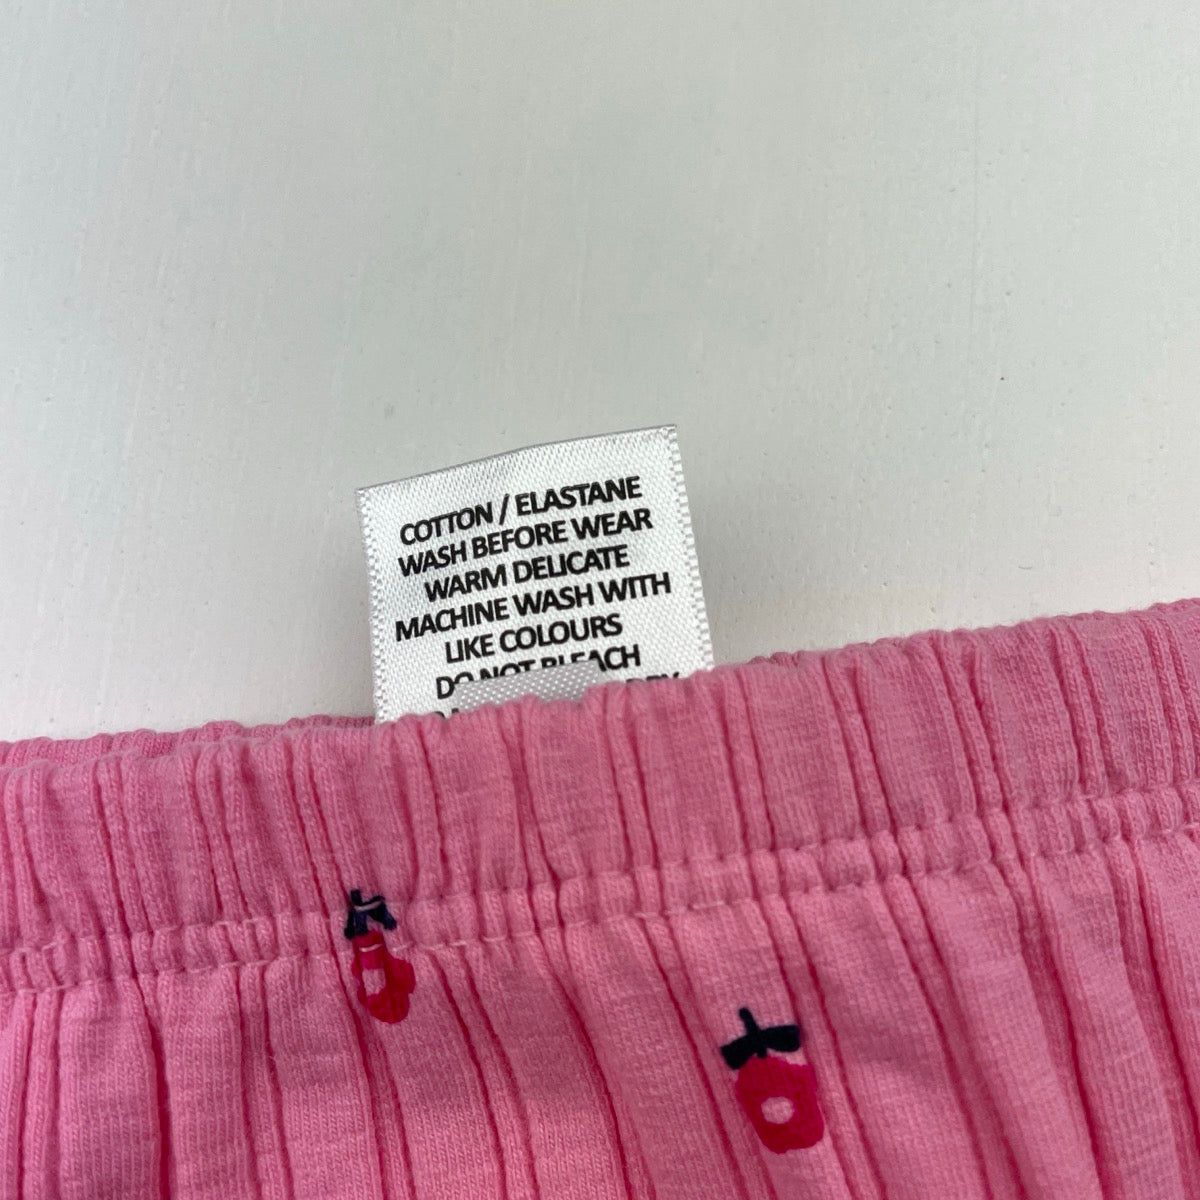 COTTON / ELASTANE
WASH BEFORE WEAR
WARM DELICATE
MACHINE WASH WITH
LIKE COLOURS
DO NOT BLEACH